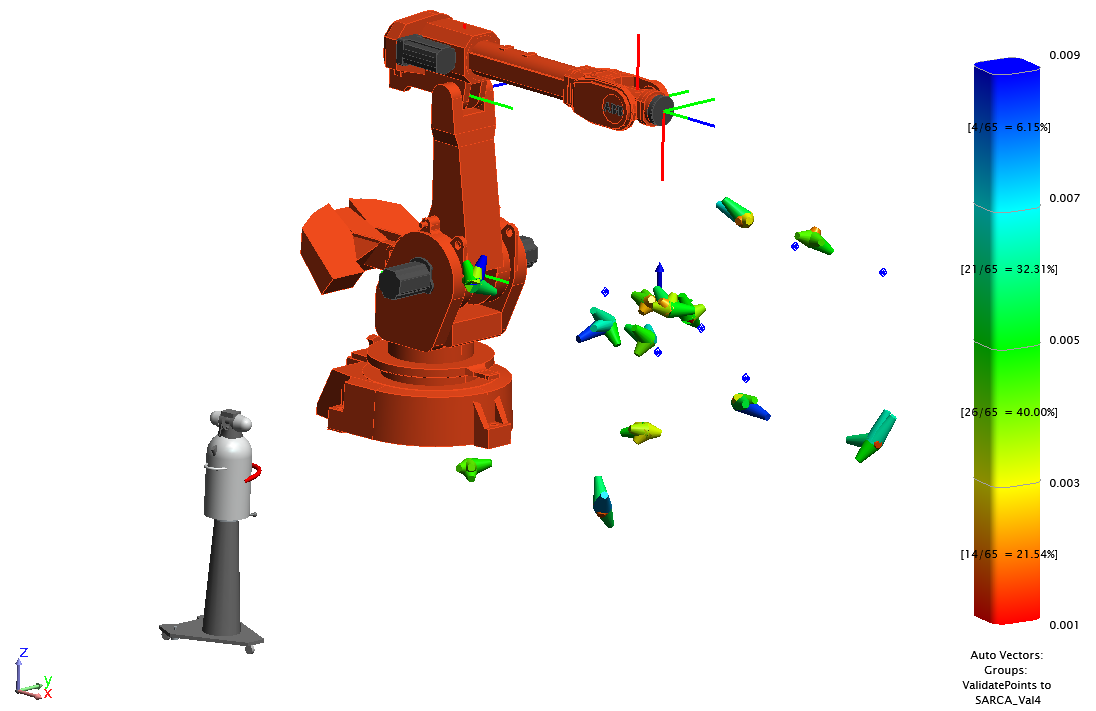 0.009
[4/65 = 6.15%]
0.007
[21/65 = 32.31%]
0.005
[26/65 = 40.00%]
0.003
[14/65 = 21.54%]
0.001
Auto Vectors:
Groups:
ValidatePoints to
SARCA_Val4
Z
y
x